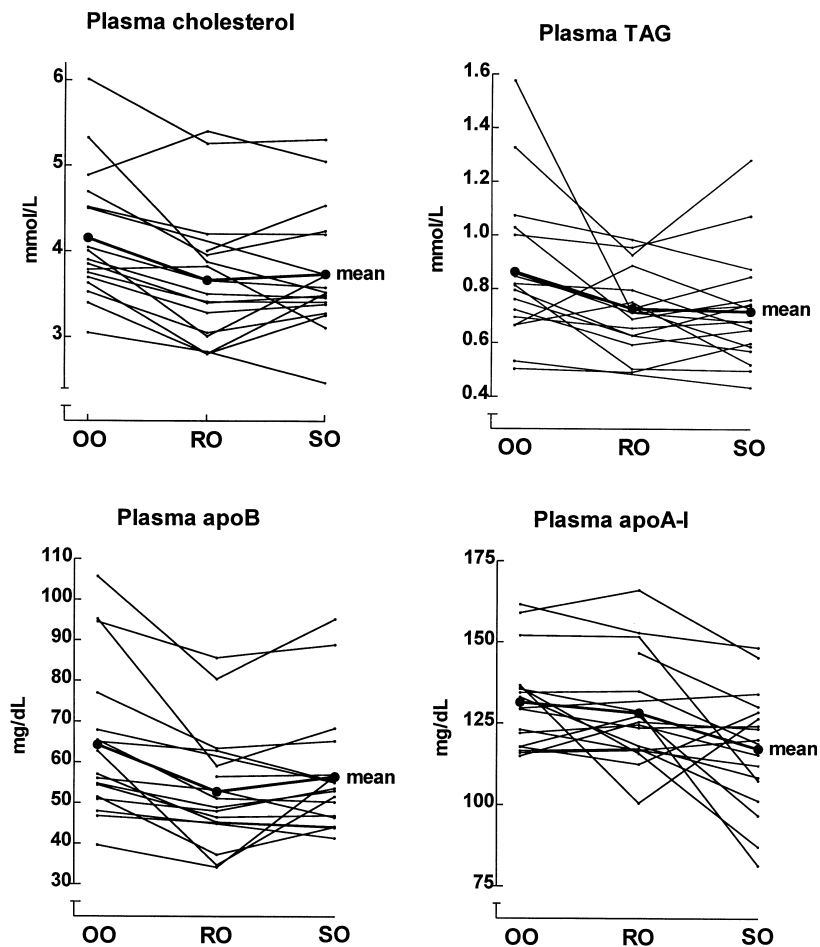 Plasma cholesterol
6
5
4
3
mmol/L
mean
OO RO SO
Plasma TAG
1.6
1.4
1.2
1.0
0.8
0.6
0.4
mmol/L
mean
OO RO SO
Plasma apoB
110
100
90
80
70
60
50
40
30
mg/dL
mean
OO RO SO
Plasma apoA-I
175
150
125
100
75
mg/dL
mean
OO RO SO